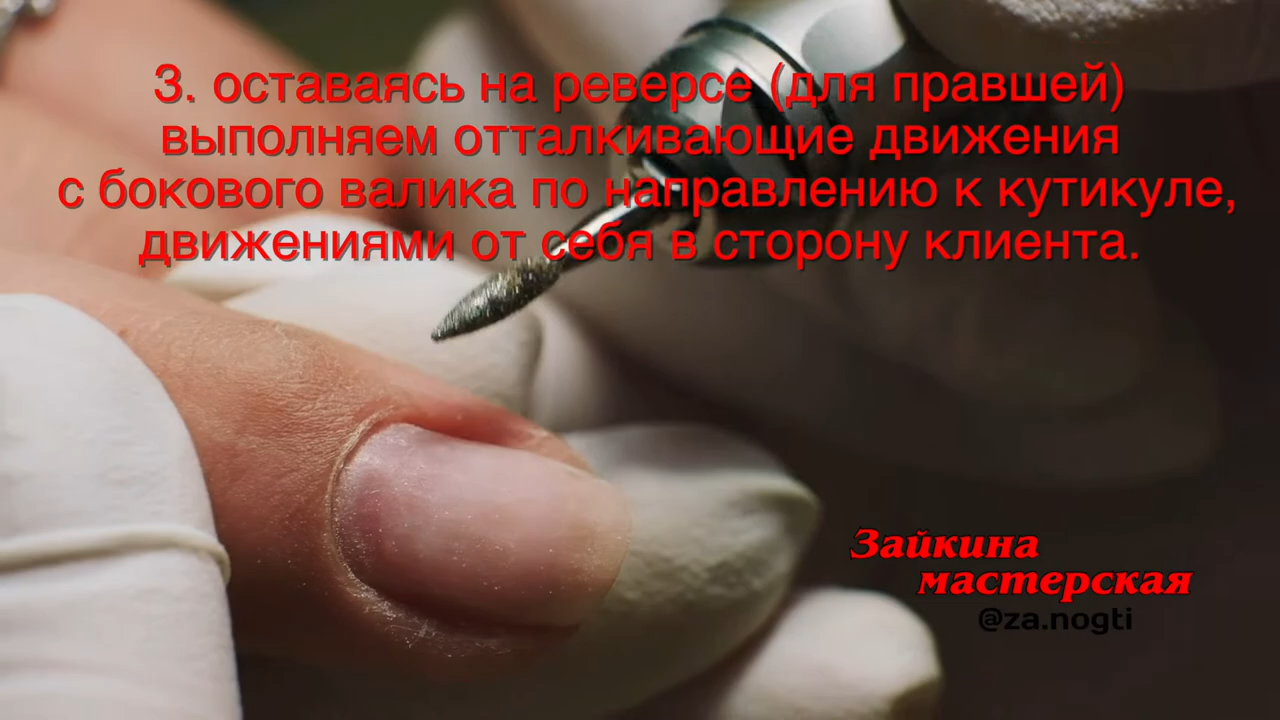 3. оставаясь на реверсе (для правшей)
выполняем отталкивающие движения
с бокового валика по направлению к кутикуле,
движениями от себя в сторону клиента.
Зайкина
мастерская
@za.nogti